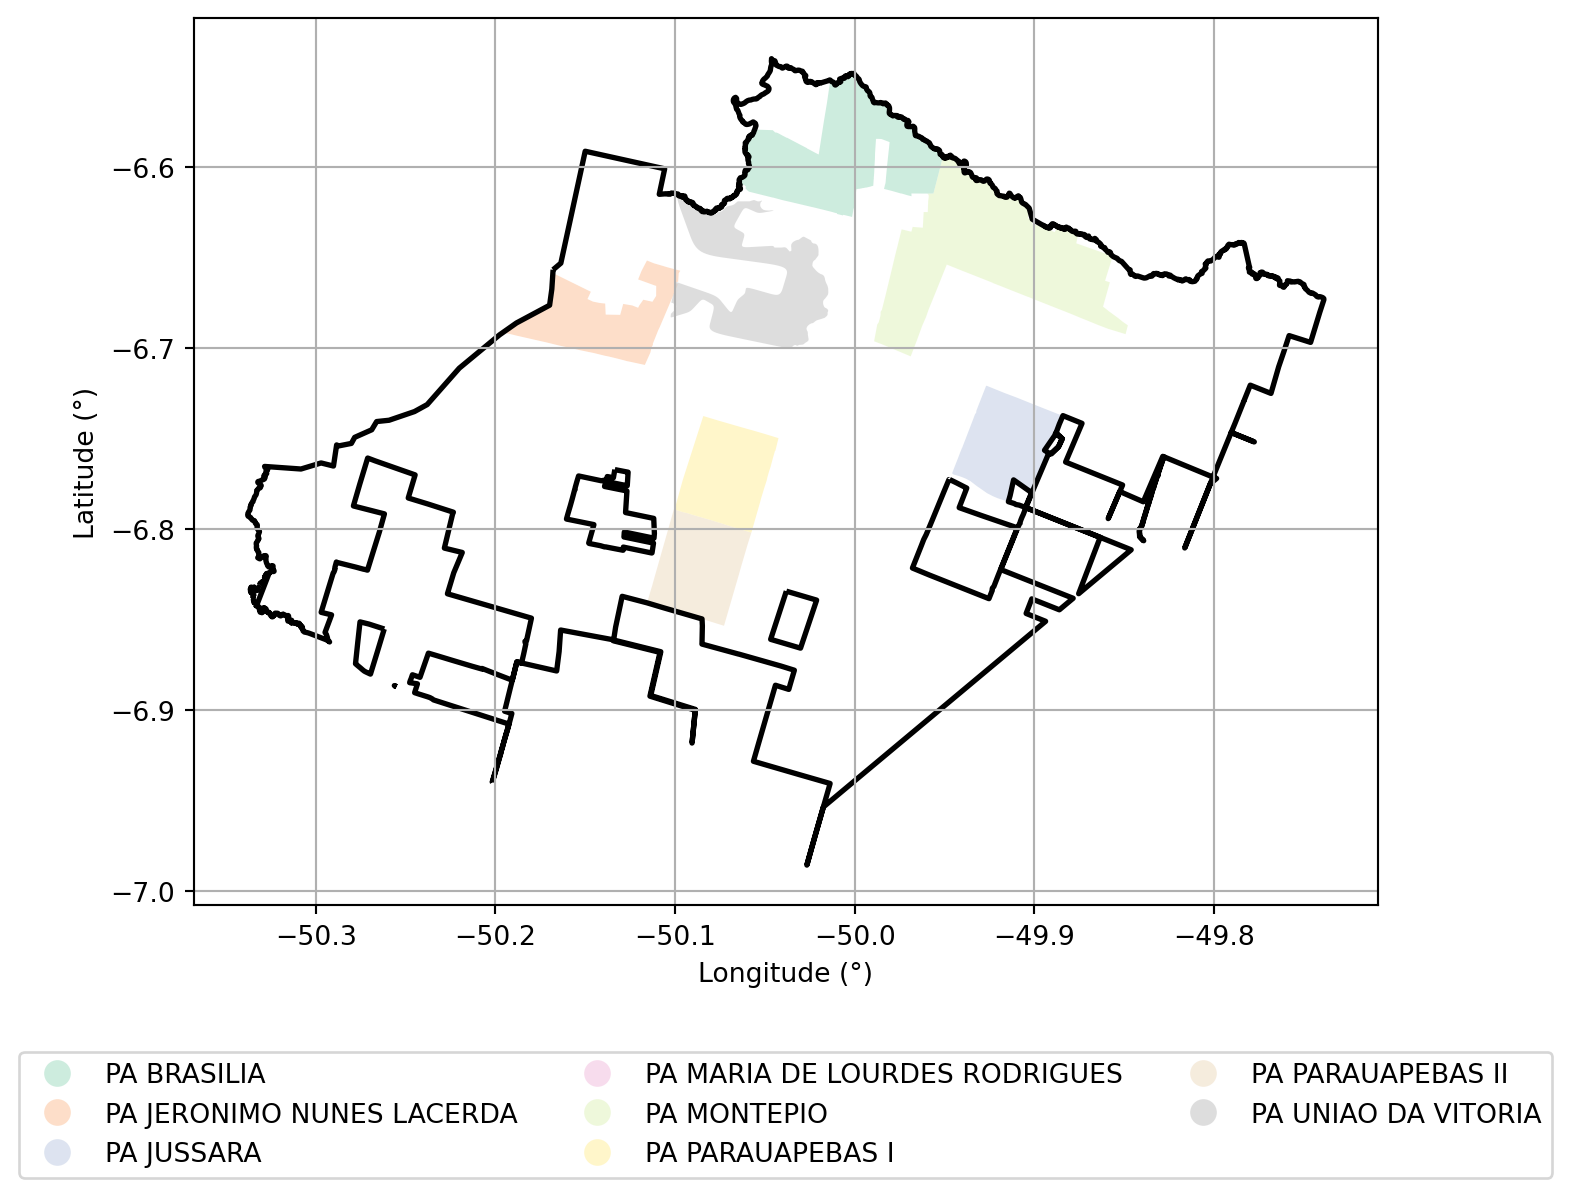 −6.6
−6.7
−6.8
−6.9
−7.0
Latitude (°)
−50.3 −50.2 −50.1 −50.0 −49.9 −49.8
Longitude (°)
PA BRASILIA
PA JERONIMO NUNES LACERDA
PA JUSSARA
PA MARIA DE LOURDES RODRIGUES
PA MONTEPIO
PA PARAUAPEBAS I
PA PARAUAPEBAS II
PA UNIAO DA VITORIA